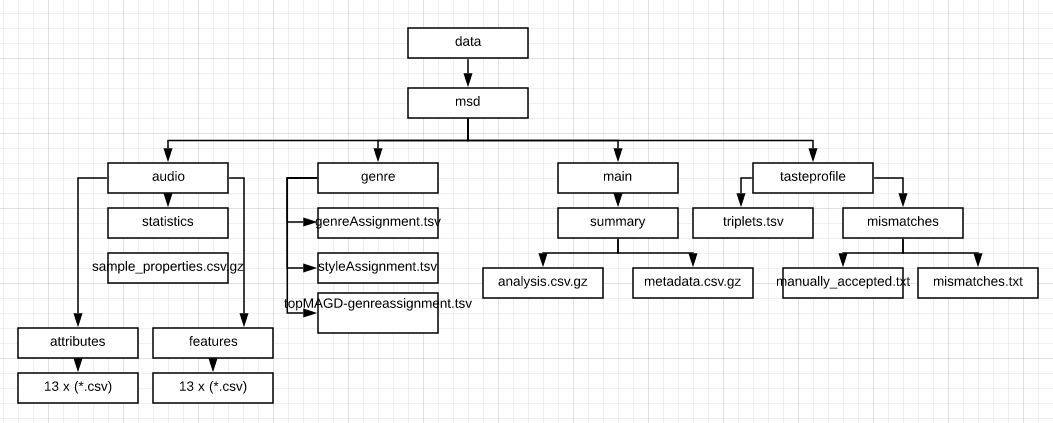 data
msd
audio
genre
main
tasteprofile
statistics
genreAssignment.tsv
summary
triplets.tsv
mismatches
sample_properties.csv.gz
styleAssignment.tsv
analysis.csv.gz
metadata.csv.gz
manually_accepted.txt
mismatches.txt
topMAGD-genreassignment.tsv
attributes
features
13 x (*.csv)
13 x (*.csv)